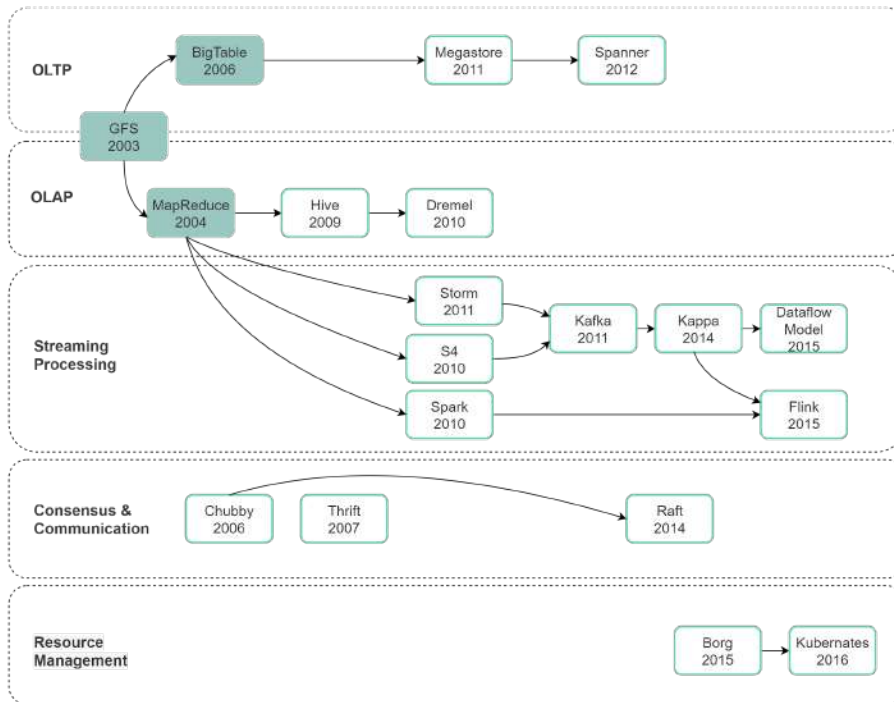 OLTP
BigTable
2006
Megastore
2011
Spanner
2012
GFS
2003
OLAP
MapReduce
2004
Hive
2009
Dremel
2010
Streaming
Processing
Storm
2011
S4
2010
Spark
2010
Kafka
2011
Kappa
2014
Dataflow
Model
2015
Flink
2015
Consensus &
Communication
Chubby
2006
Thrift
2007
Raft
2014
Resource
Management
Borg
2015
Kubernates
2016